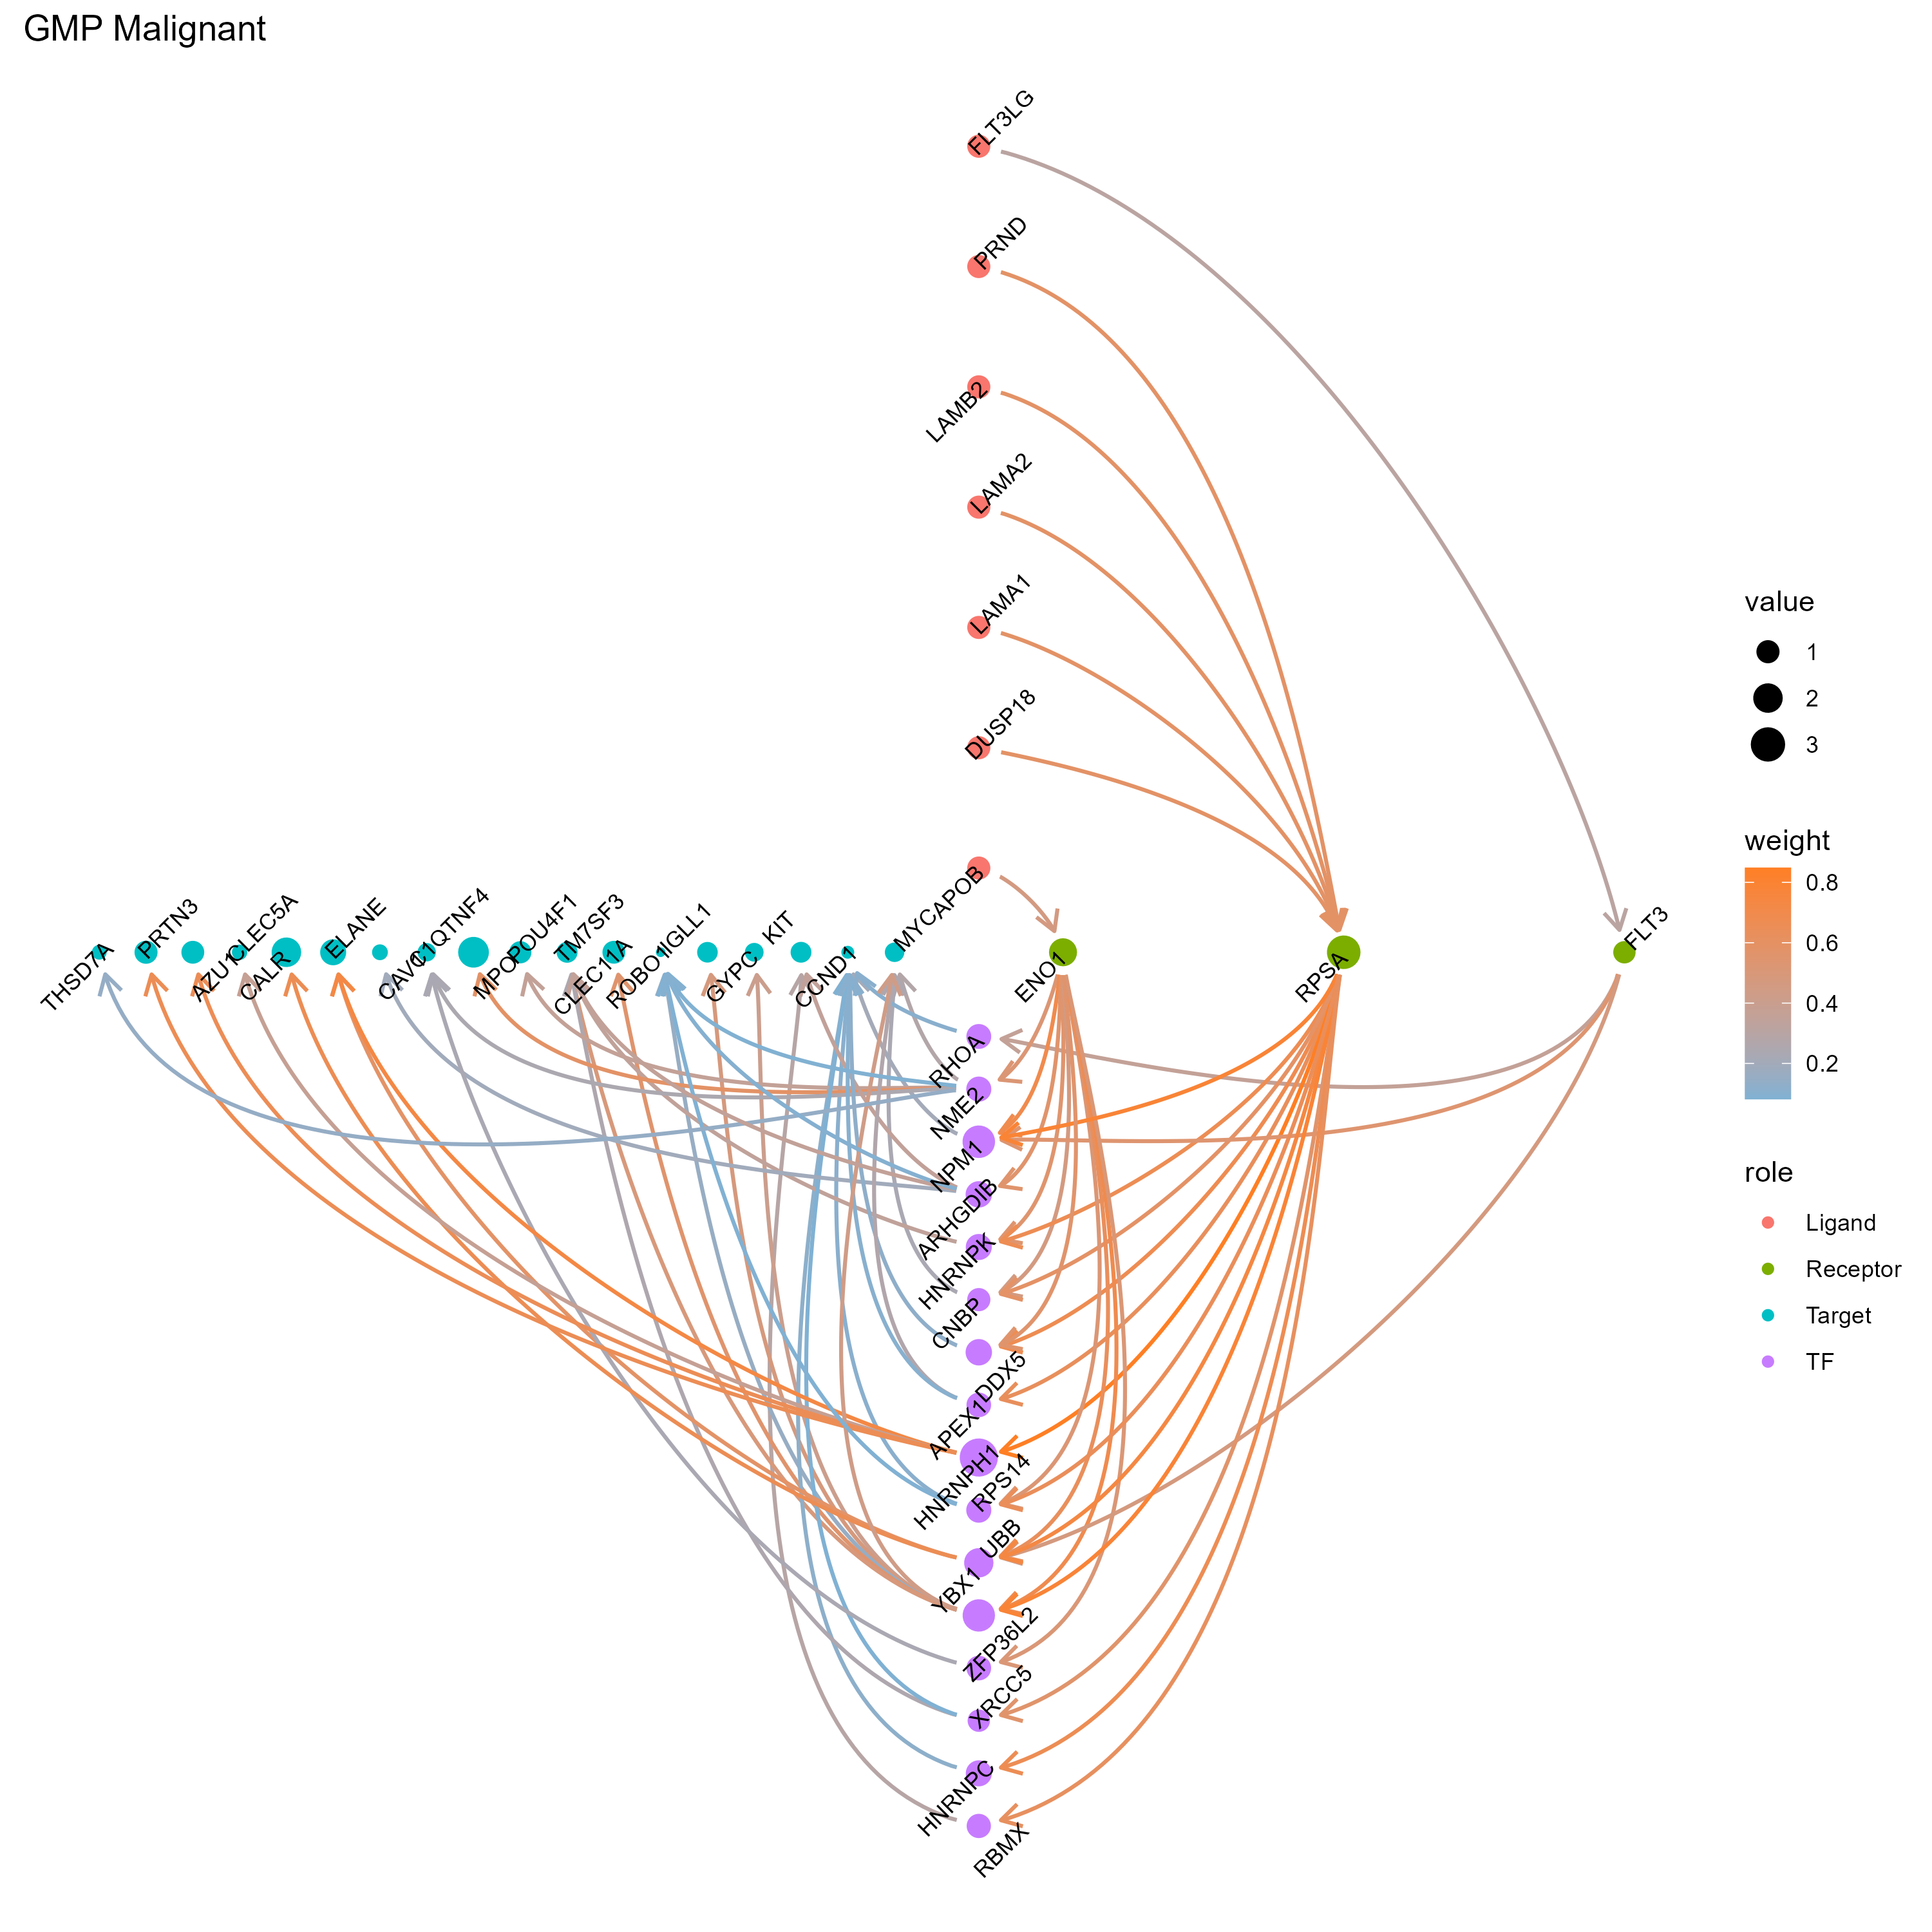 GMP Malignant
FLT3LG
PRND
LAMB2
LAMA2
LAMA1
DUSP18
APOB
THSD7A
PRTN3
AZU1
CLEC5A
CALR
ELANE
CAV1
C1QTNF4
MPO
POU4F1
TM7SF3
CLEC11A
ROBO1
IGLL1
GYPC
KIT
CCND1
MYC
ENO1
RPSA
FLT3
RHOA
NME2
NPM1
ARHGDIB
HNRNPK
CNBP
DDX5
APEX1
HNRNPH1
RPS14
UBB
YBX1
ZFP36L2
XRCC5
HNRNPC
RBMX
value
1
2
3
weight
0.8
0.6
0.4
0.2
role
Ligand
Receptor
Target
TF